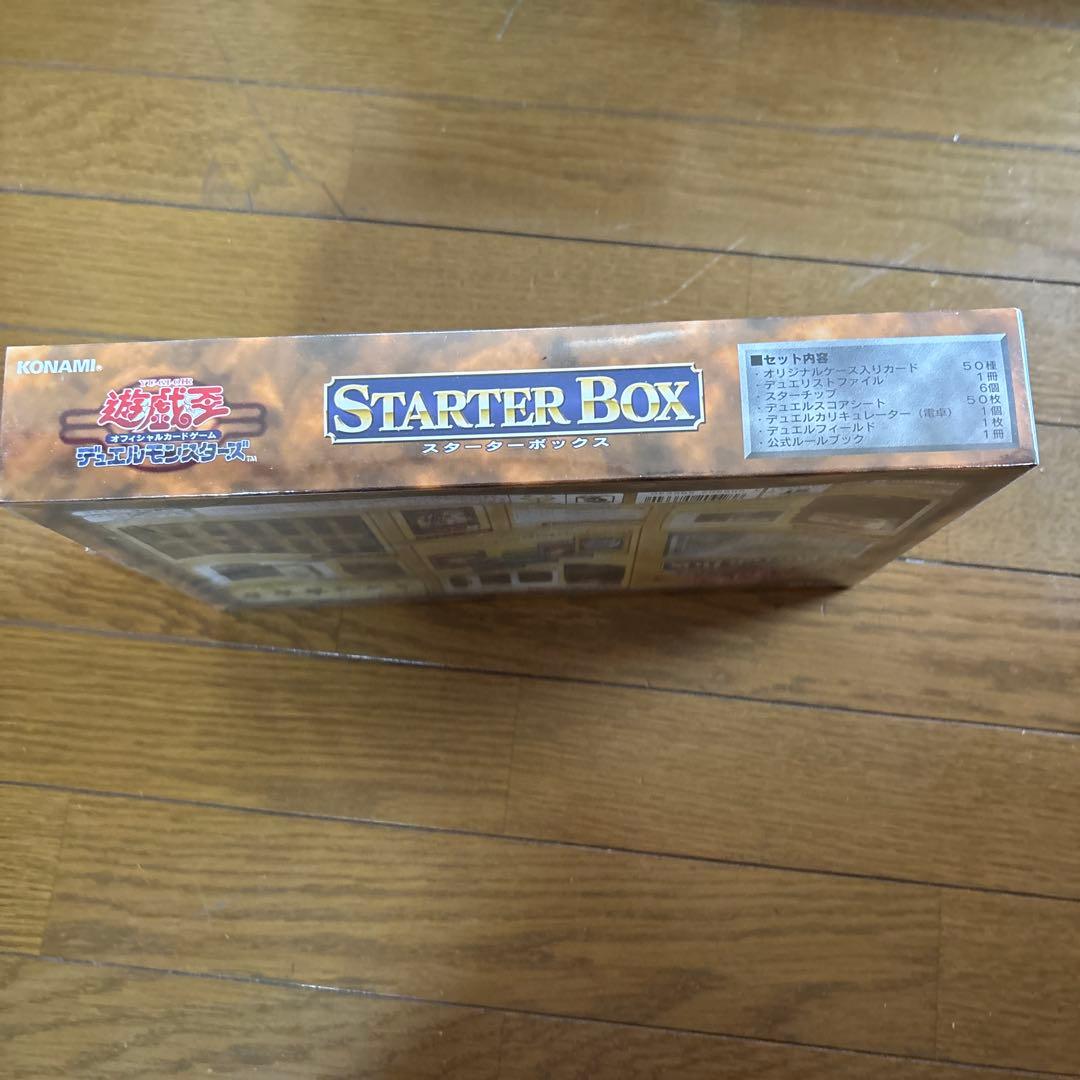 KONAMI®
YU-GI-OH
遊戯王
オフィシャルカードゲーム
デュエルモンスターズ™
STARTER BOX
スターターボックス
■セット内容
・オリジナルケース入りカード 50種
・デュエリストファイル 1冊
・スターチップ 6個
・デュエルスコアシート 50枚
・デュエルカリキュレーター(電卓) 1個
・デュエルフィールド 1枚
・公式ルールブック 1冊